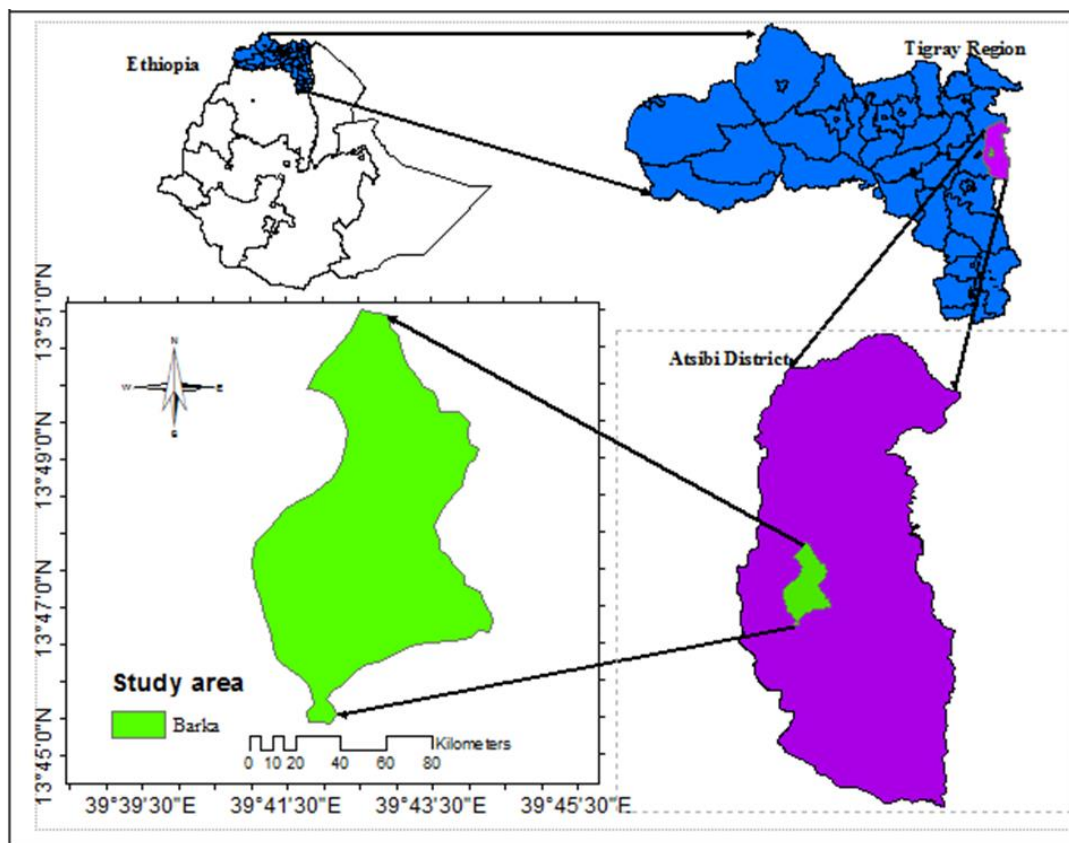 Ethiopia
Tigray Region
Atsibi District
13°51'0"N
13°49'0"N
13°47'0"N
13°45'0"N
N
W E
S
Study area
Barka
Kilometers
0 10 20 40 60 80
39°39'30"E 39°41'30"E 39°43'30"E 39°45'30"E